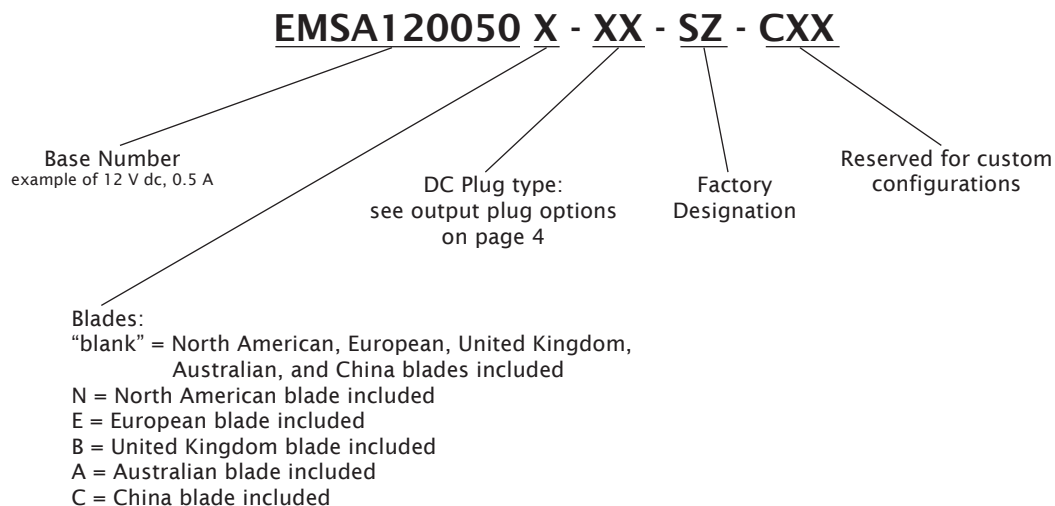 EMSA120050 X - XX - SZ - CXX
Base Number
example of 12 V dc, 0.5 A
DC Plug type:
see output plug options
on page 4
Factory
Designation
Reserved for custom
configurations
Blades:
“blank” = North American, European, United Kingdom,
Australian, and China blades included
N = North American blade included
E = European blade included
B = United Kingdom blade included
A = Australian blade included
C = China blade included